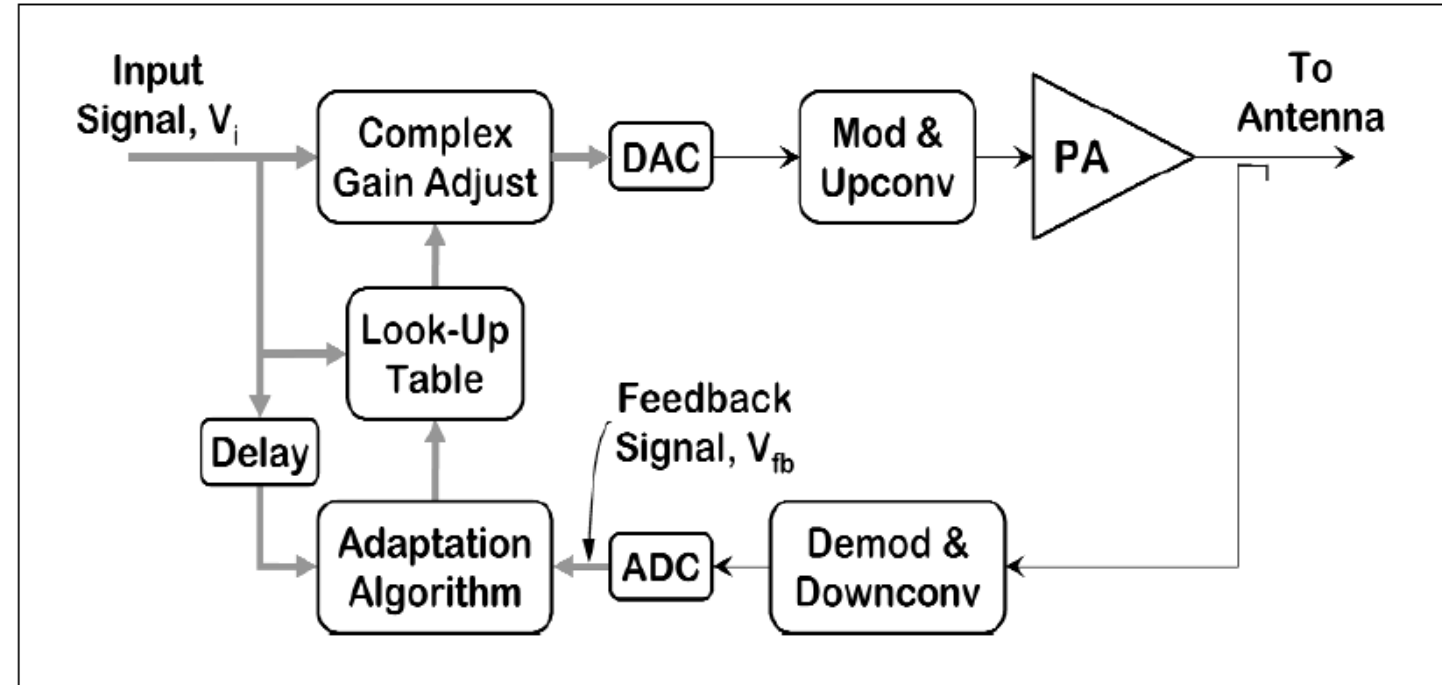 Input
Signal, Vi
Complex
Gain Adjust
DAC
Mod &
Upconv
PA
To
Antenna
Look-Up
Table
Delay
Feedback
Signal, Vfb
Adaptation
Algorithm
ADC
Demod &
Downconv